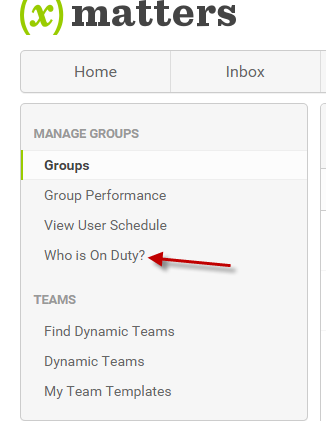 (x) matters
Home
Inbox
MANAGE GROUPS
Groups
Group Performance
View User Schedule
Who is On Duty?
TEAMS
Find Dynamic Teams
Dynamic Teams
My Team Templates